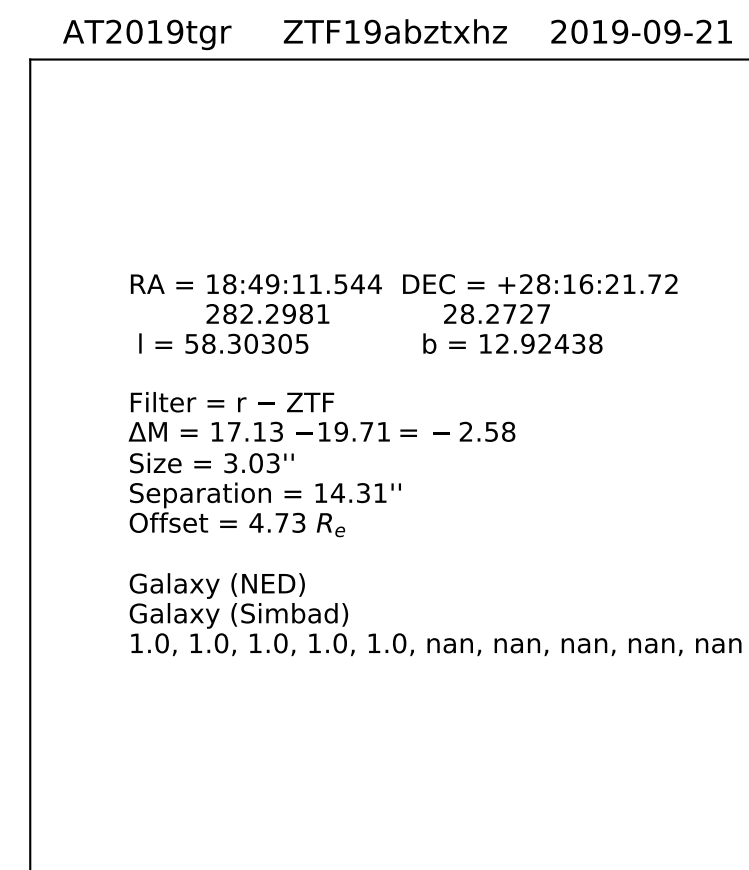 AT2019tgr ZTF19abztxhz 2019-09-21
RA = 18:49:11.544 DEC = +28:16:21.72
282.2981 28.2727
l = 58.30305 b = 12.92438
Filter = r − ZTF
ΔM = 17.13 −19.71 = − 2.58
Size = 3.03''
Separation = 14.31''
Offset = 4.73 Re
Galaxy (NED)
Galaxy (Simbad)
1.0, 1.0, 1.0, 1.0, 1.0, nan, nan, nan, nan, nan